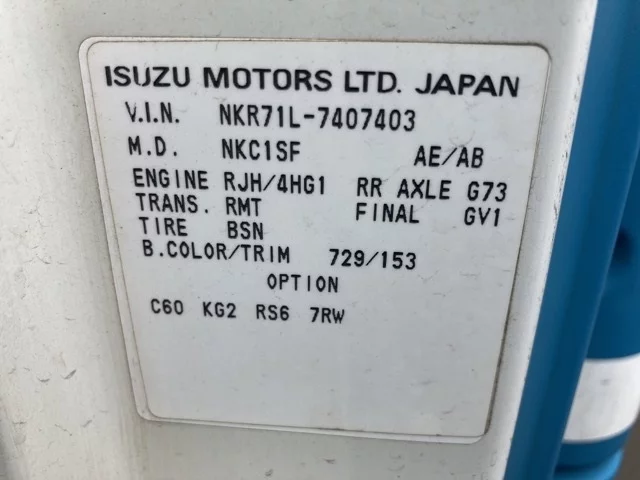 ISUZU MOTORS LTD. JAPAN
V.I.N. NKR71L-7407403
M.D. NKC1SF AE/AB
ENGINE RJH/4HG1 RR AXLE G73
TRANS. RMT FINAL GV1
TIRE BSN
B.COLOR/TRIM 729/153
OPTION
C60 KG2 RS6 7RW